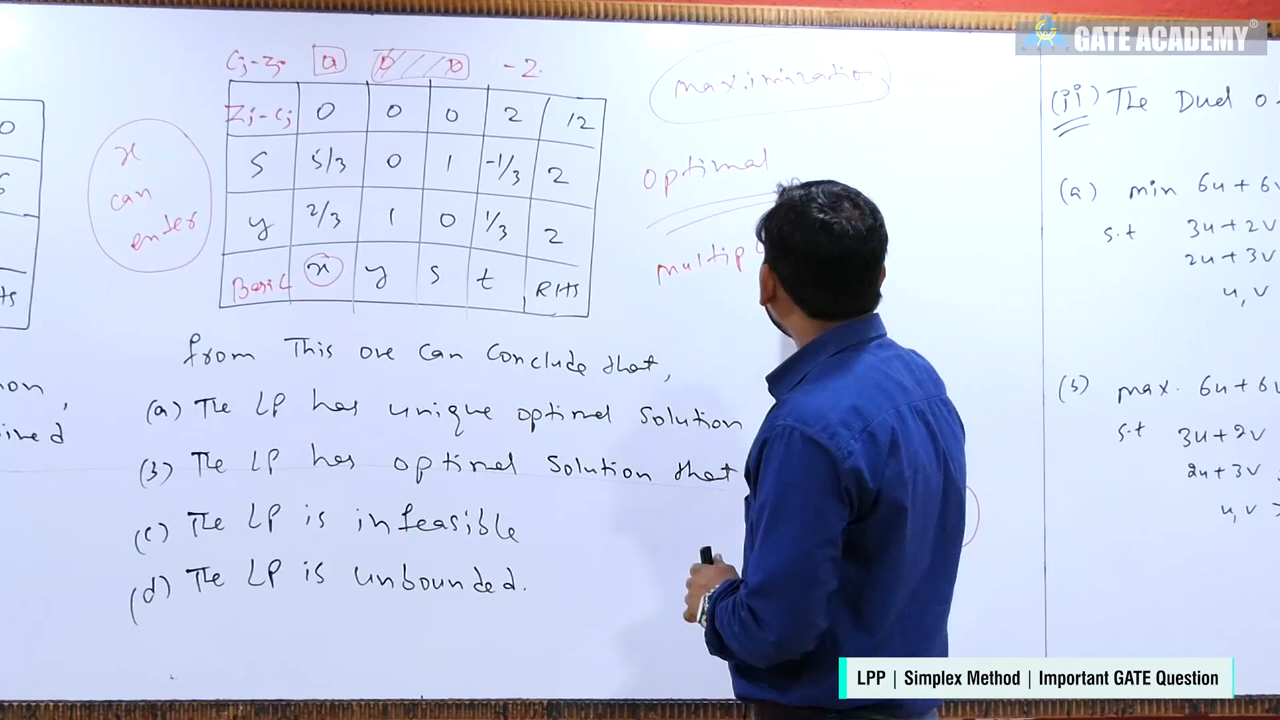 GATE ACADEMY®
Cj-Zj 0 0 0 -2
Zj-Cj 0 0 0 2 12
S 5/3 0 1 -1/3 2
y 2/3 1 0 1/3 2
x y s t RHS
x
can
enter
maximization
optimal
from This one can conclude that,
(a) The LP has unique optimal solution
(b) The LP has optimal solution that
(c) The LP is infeasible
(d) The LP is unbounded.
(ii) The Duel
(a) min 6u + 6v
s.t 3u + 2v
2u + 3v
u, v
(b) max. 6u + 6v
s.t 3u + 2v
2u + 3v
u, v
LPP | Simplex Method | Important GATE Question